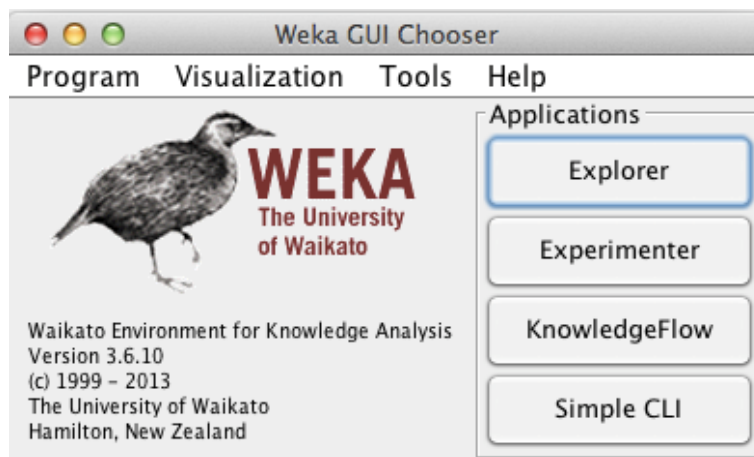 Weka GUI Chooser
Program Visualization Tools Help
WEKA
The University
of Waikato
Waikato Environment for Knowledge Analysis
Version 3.6.10
(c) 1999 - 2013
The University of Waikato
Hamilton, New Zealand
Applications
Explorer
Experimenter
KnowledgeFlow
Simple CLI